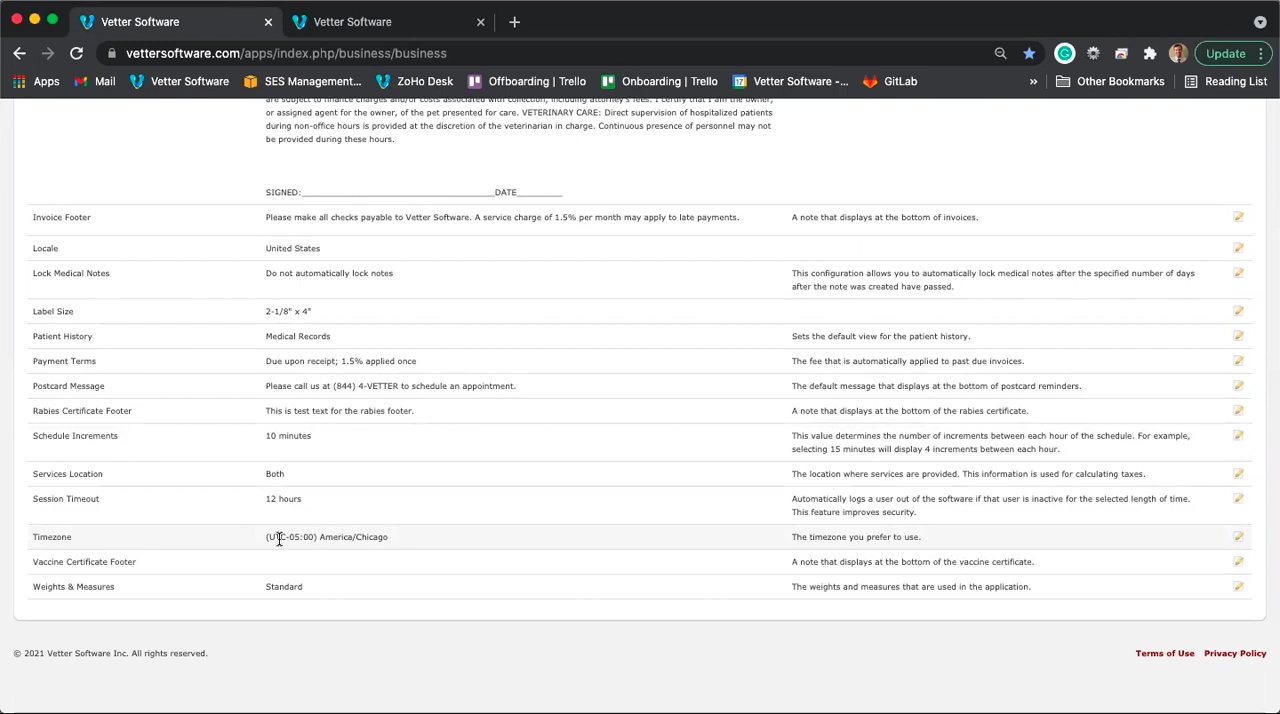 Vetter Software
Vetter Software
vettersoftware.com/apps/index.php/business/business
Update
Apps
Mail
Vetter Software
SES Management...
ZoHo Desk
Offboarding | Trello
Onboarding | Trello
Vetter Software -...
GitLab
»
Other Bookmarks
Reading List
are subject to finance charges and/or costs associated with collection, including attorney's fees. I certify that I am the owner,
or assigned agent for the owner, of the pet presented for care. VETERINARY CARE: Direct supervision of hospitalized patients
during non-office hours is provided at the discretion of the veterinarian in charge. Continuous presence of personnel may not
be provided during these hours.
SIGNED:______________________________________DATE________
Invoice Footer Please make all checks payable to Vetter Software. A service charge of 1.5% per month may apply to late payments. A note that displays at the bottom of invoices.
Locale United States
Lock Medical Notes Do not automatically lock notes This configuration allows you to automatically lock medical notes after the specified number of days
after the note was created have passed.
Label Size 2-1/8" x 4"
Patient History Medical Records Sets the default view for the patient history.
Payment Terms Due upon receipt; 1.5% applied once The fee that is automatically applied to past due invoices.
Postcard Message Please call us at (844) 4-VETTER to schedule an appointment. The default message that displays at the bottom of postcard reminders.
Rabies Certificate Footer This is test text for the rabies footer. A note that displays at the bottom of the rabies certificate.
Schedule Increments 10 minutes This value determines the number of increments between each hour of the schedule. For example,
selecting 15 minutes will display 4 increments between each hour.
Services Location Both The location where services are provided. This information is used for calculating taxes.
Session Timeout 12 hours Automatically logs a user out of the software if that user is inactive for the selected length of time.
This feature improves security.
Timezone (UTC-05:00) America/Chicago The timezone you prefer to use.
Vaccine Certificate Footer A note that displays at the bottom of the vaccine certificate.
Weights & Measures Standard The weights and measures that are used in the application.
© 2021 Vetter Software Inc. All rights reserved.
Terms of Use Privacy Policy